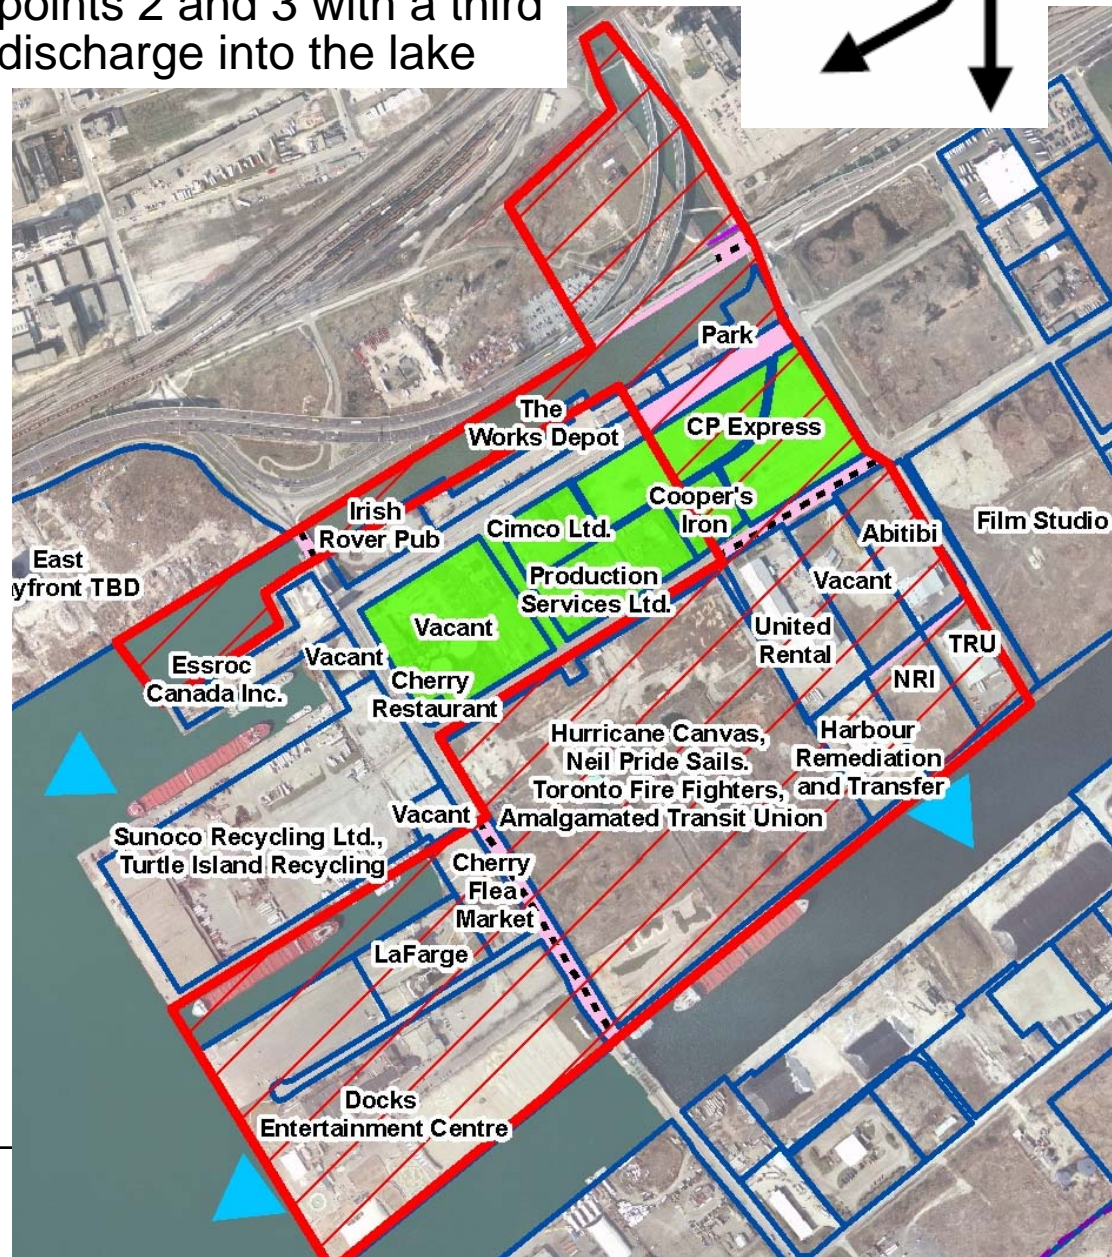 points 2 and 3 with a third
discharge into the lake
Park
The
Works Depot
CP Express
Irish
Rover Pub
Cimco Ltd.
Cooper's
Iron
Film Studio
Abitibi
East
yfront TBD
Production
Services Ltd.
Vacant
Vacant
United
Rental
TRU
Essroc
Canada Inc.
Vacant
Cherry
Restaurant
NRI
Hurricane Canvas,
Neil Pride Sails.
Toronto Fire Fighters,
Amalgamated Transit Union
Harbour
Remediation
and Transfer
Vacant
Sunoco Recycling Ltd.,
Turtle Island Recycling
Cherry
Flea
Market
LaFarge
Docks
Entertainment Centre